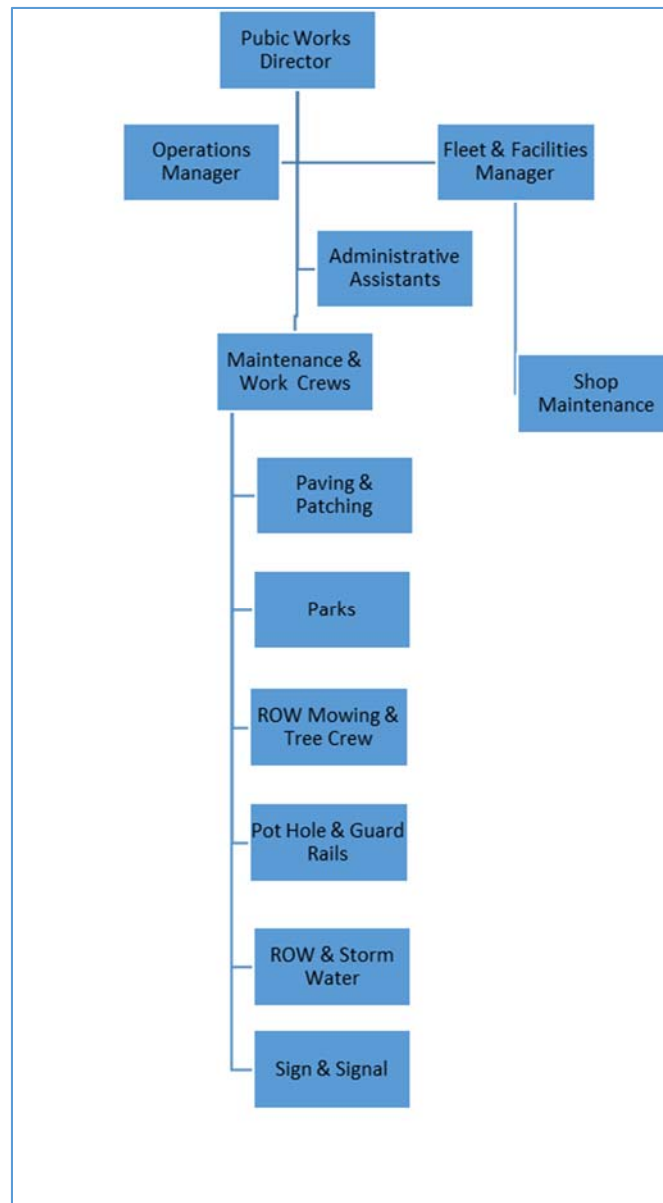 Pubic Works
Director
Operations
Manager
Fleet & Facilities
Manager
Administrative
Assistants
Maintenance &
Work Crews
Shop
Maintenance
Paving &
Patching
Parks
ROW Mowing &
Tree Crew
Pot Hole & Guard
Rails
ROW & Storm
Water
Sign & Signal